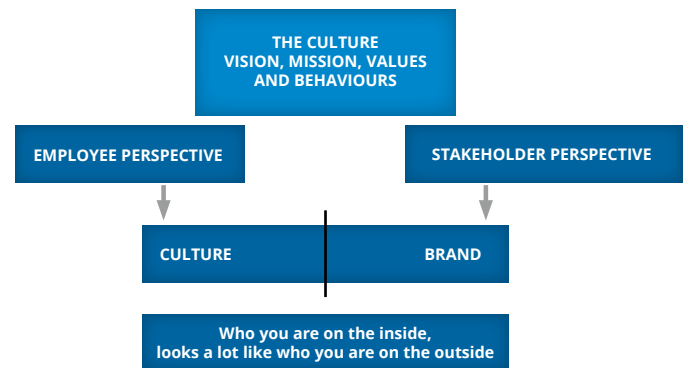 THE CULTURE
VISION, MISSION, VALUES
AND BEHAVIOURS
EMPLOYEE PERSPECTIVE
STAKEHOLDER PERSPECTIVE
CULTURE
BRAND
Who you are on the inside,
looks a lot like who you are on the outside